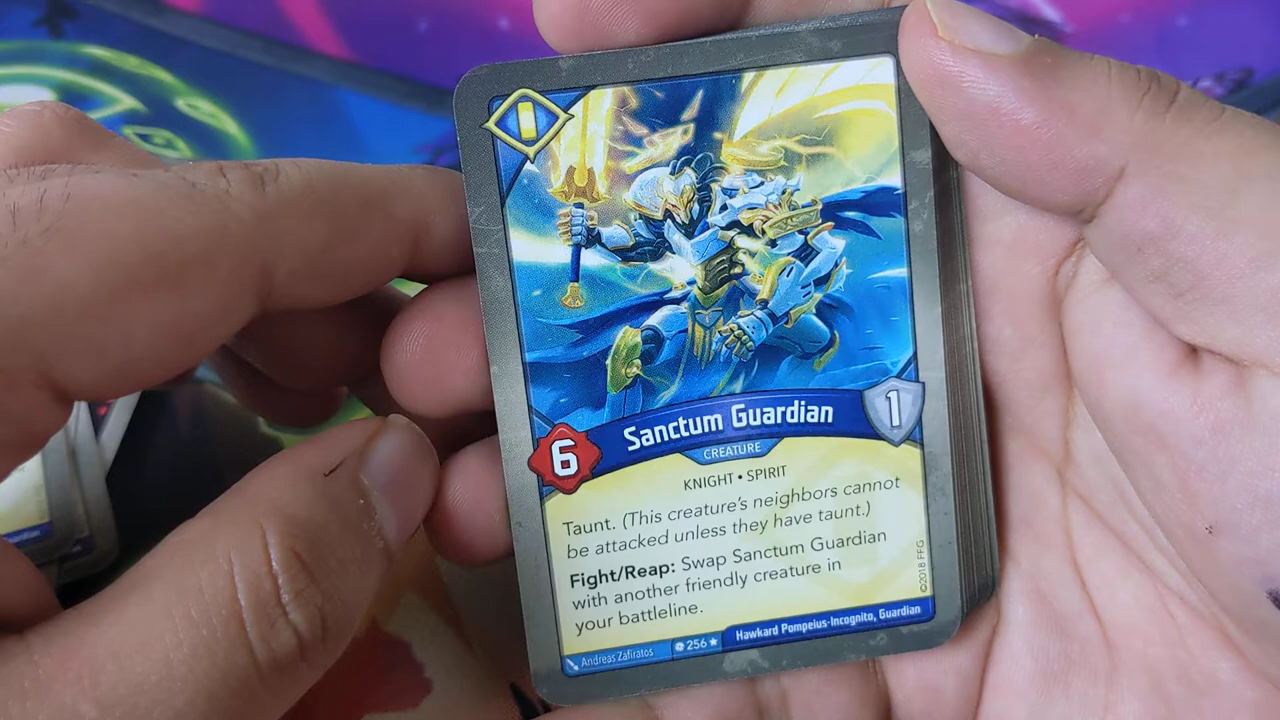 Sanctum Guardian
1
6
CREATURE
KNIGHT • SPIRIT
Taunt. (This creature's neighbors cannot
be attacked unless they have taunt.)
Fight/Reap: Swap Sanctum Guardian
with another friendly creature in
your battleline.
©2018 FFG
Andreas Zafiratos
256
Hawkard Pompeius-Incognito, Guardian